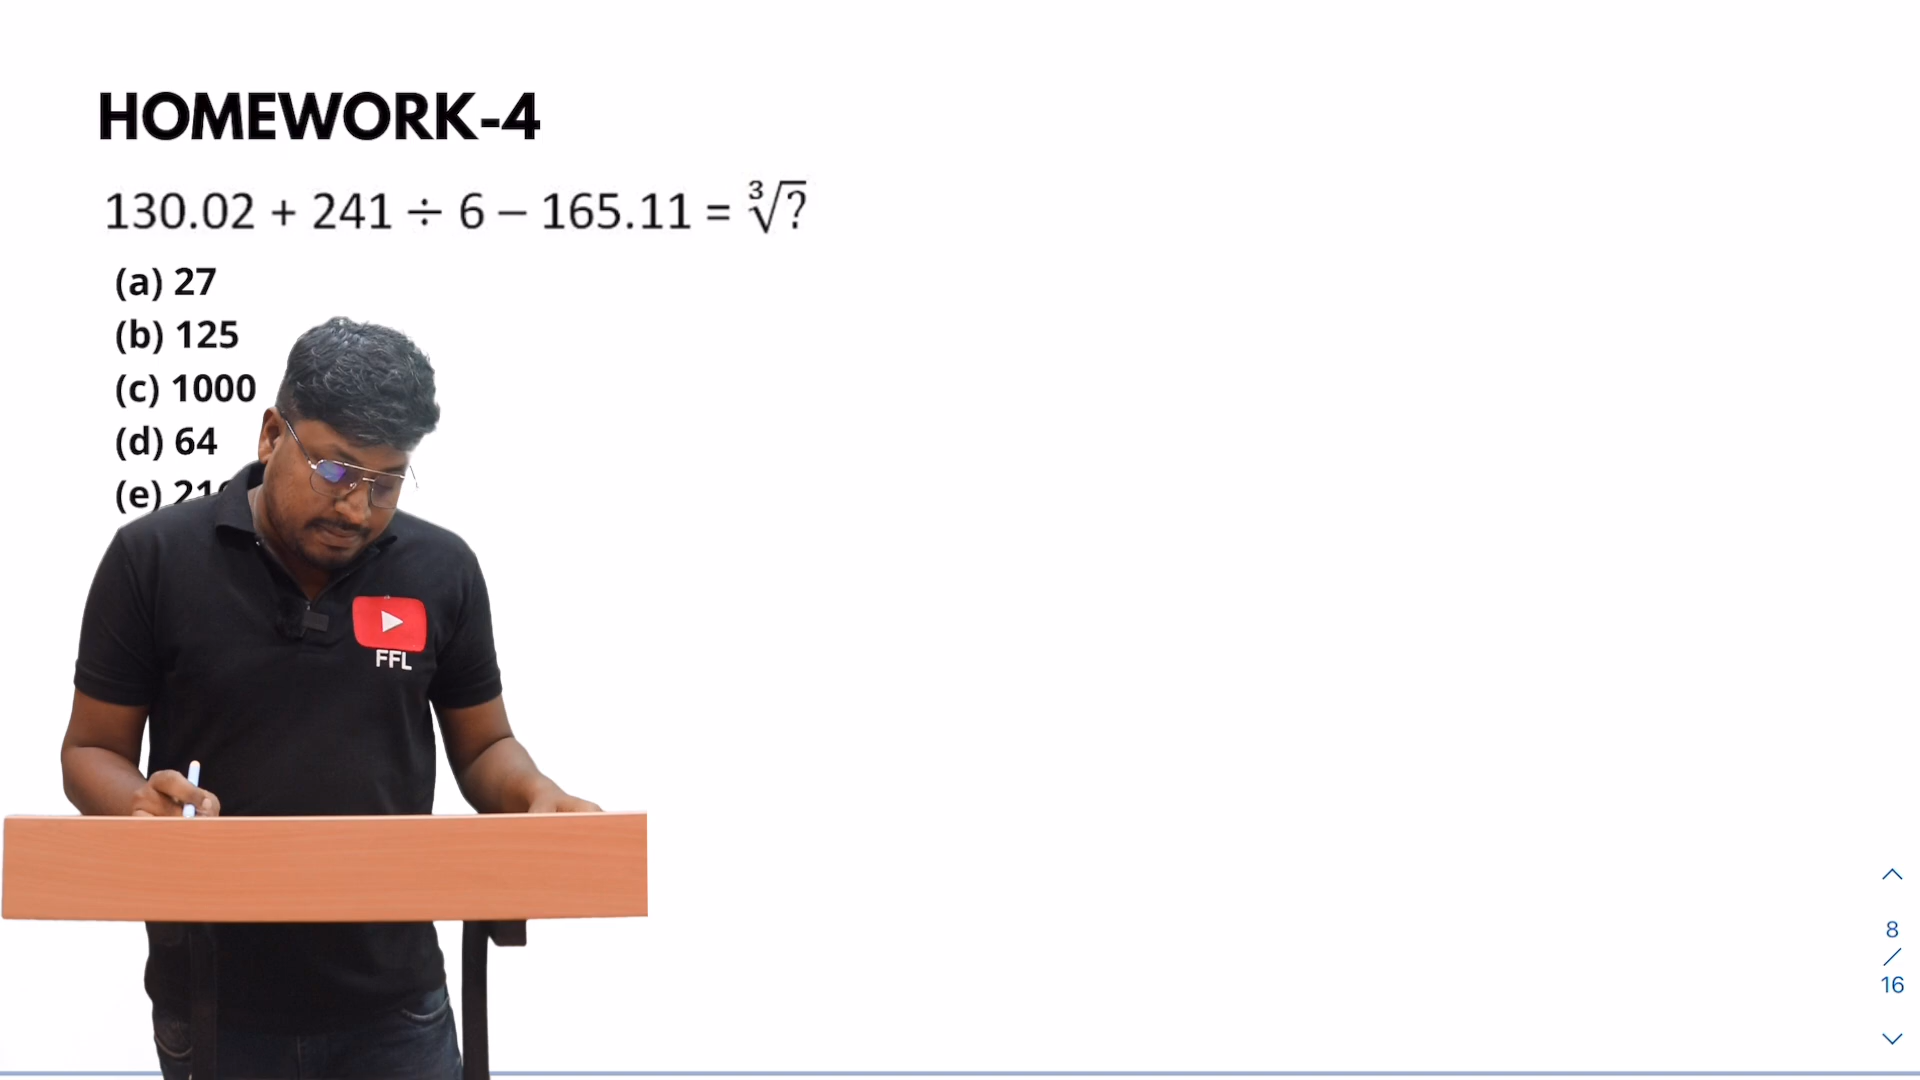 HOMEWORK-4
130.02 + 241 ÷ 6 – 165.11 = ∛?
(a) 27
(b) 125
(c) 1000
(d) 64
(e)
FFL
8
/
16